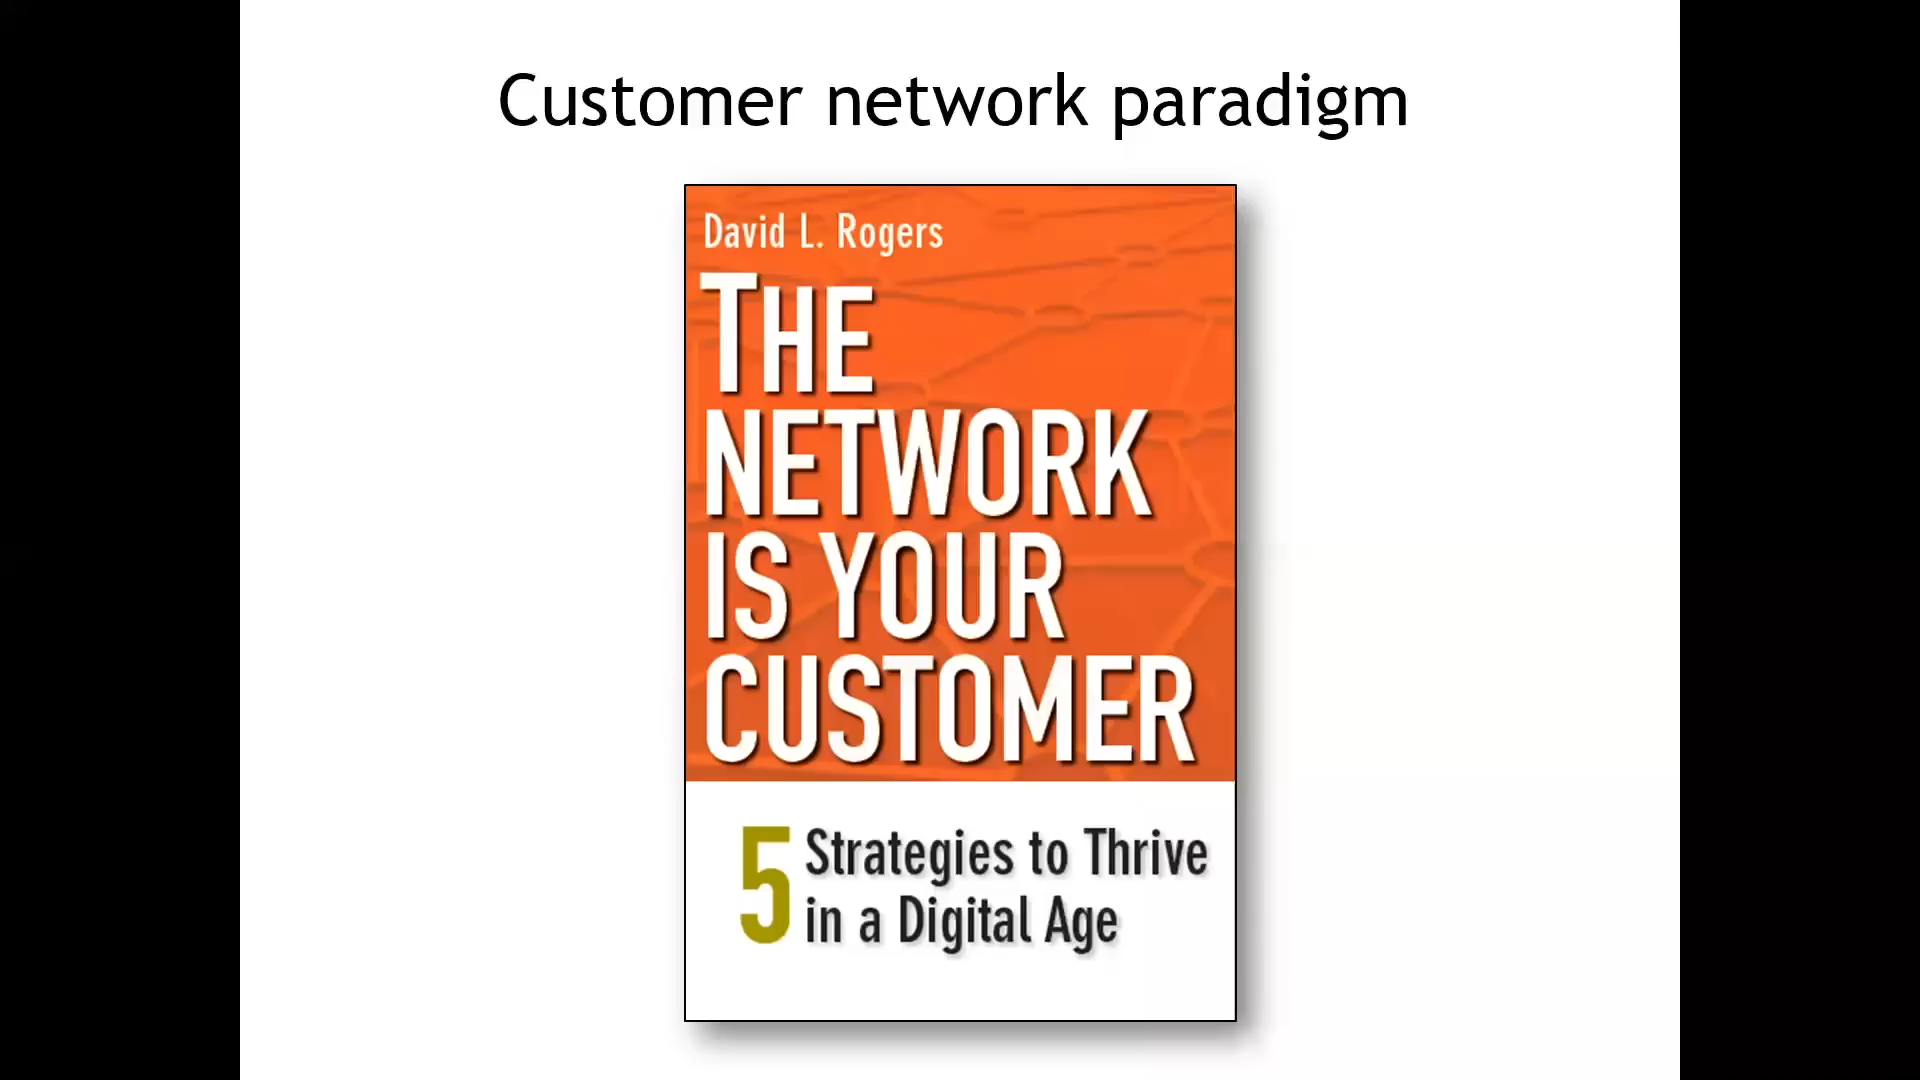 Customer network paradigm
David L. Rogers
THE
NETWORK
IS YOUR
CUSTOMER
5 Strategies to Thrive
in a Digital Age